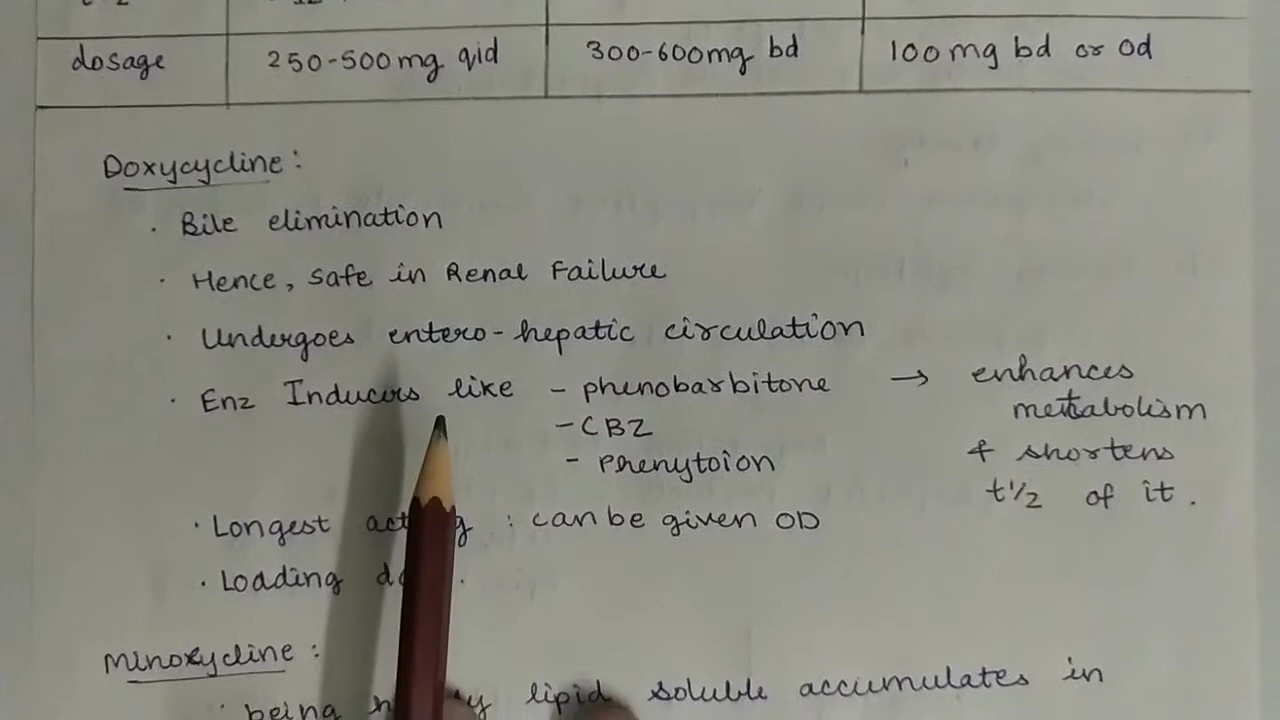 dosage 250-500mg qid 300-600mg bd 100mg bd or od
Doxycycline:
· Bile elimination
· Hence, safe in Renal Failure
· Undergoes entero-hepatic circulation
· Enz Inducers like - phenobarbitone → enhances
metabolism
- CBZ
- Phenytoion
& shortens
t½ of it.
· Longest : can be given OD
· Loading
Minoxycline:
· being lipid soluble accumulates in